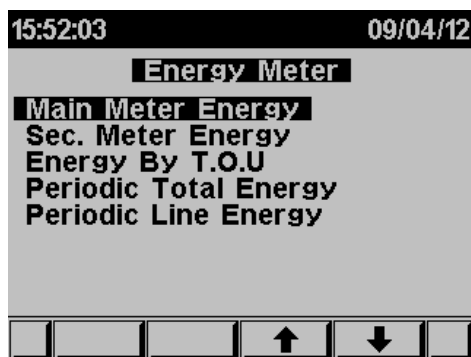 15:52:03 09/04/12
Energy Meter
Main Meter Energy
Sec. Meter Energy
Energy By T.O.U
Periodic Total Energy
Periodic Line Energy